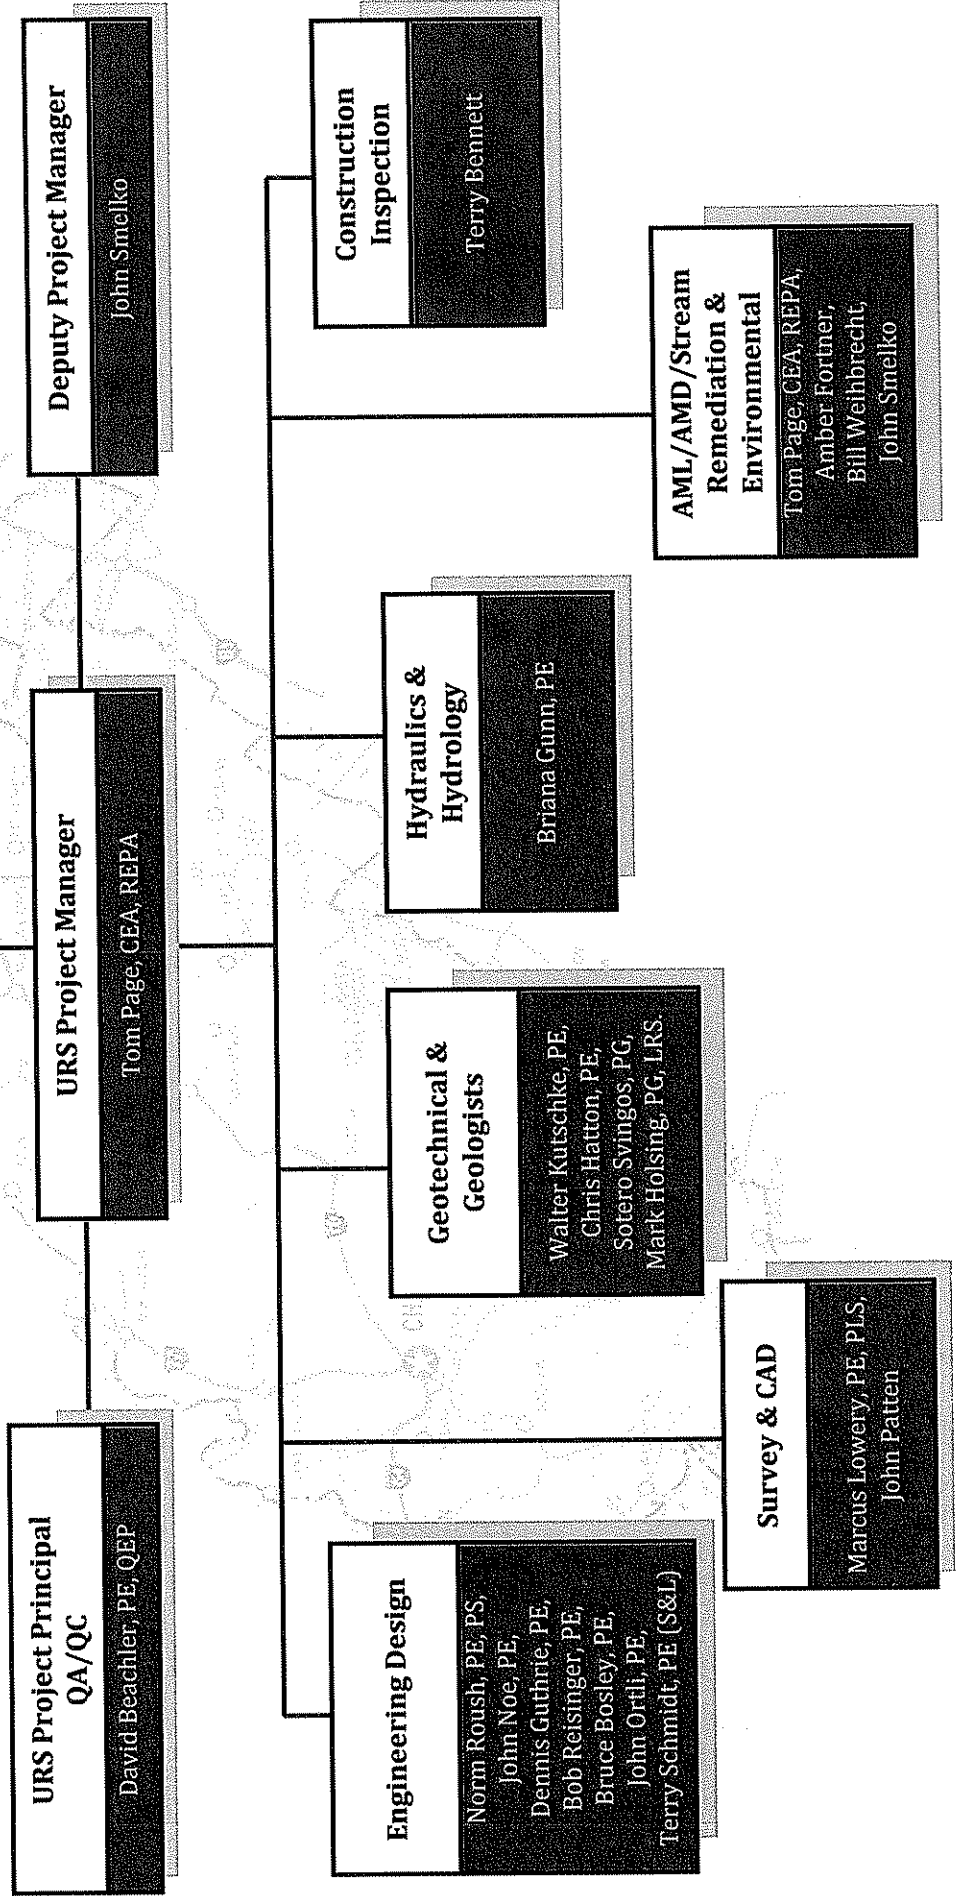 URS Project Principal
QA/QC
David Beachler, PE, QEP
URS Project Manager
Tom Page, CEA, REPA
Deputy Project Manager
John Smelko
Engineering Design
Norm Roush, PE, PS,
John Noe, PE,
Dennis Guthrie, PE,
Bob Reisinger, PE,
Bruce Bosley, PE,
John Ortli, PE,
Terry Schmidt, PE (S&L)
Survey & CAD
Marcus Lowery, PE, PLS,
John Patten
Geotechnical &
Geologists
Walter Kutschke, PE,
Chris Hatton, PE,
Sotero Svingos, PG,
Mark Holsing, PG, LRS.
Hydraulics &
Hydrology
Briana Gunn, PE
AML/AMD/Stream
Remediation &
Environmental
Tom Page, CEA, REPA,
Amber Fortner,
Bill Weihbrecht,
John Smelko
Construction
Inspection
Terry Bennett